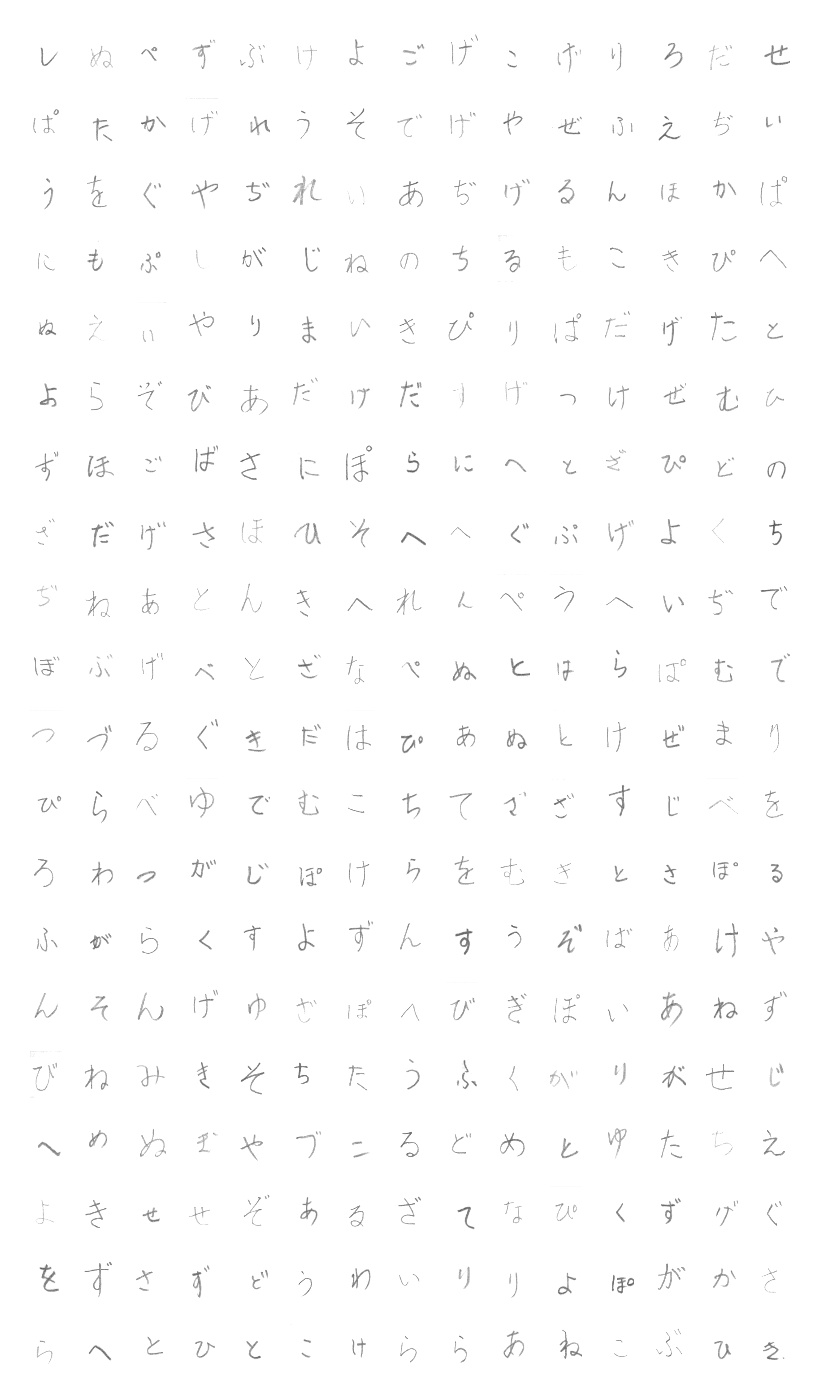 しぬぺずぶけよごげこげりろだせ
ぱたかげれうそでげやぜふえぢい
うをぐやぢれいあぢげるんほかぱ
にもぷしがじねのちるもこきぴへ
ぬえいやりまいきぴりぱだげたと
よらぞびあだけだすげつけぜむひ
ずほごばさにぽらにへとざぴどの
ざだげさほひそへへぐぷげよくち
ぢねあとんきへれんぺうへいぢで
ぼぶげべとざなぺぬとはらぱむで
つづるぐきだはぴあぬとけぜまり
ぴらべゆでむこちてざざすじべを
ろわつがじぽけらをむきとさぽる
ふがらくすよずんすうぞばあけや
んそんげゆざぽへびぎぽいあねず
びねみきそちたうふくがりがせじ
へめぬまやづこるどめとゆたちえ
よきせせぞあるざてなぴくずげぐ
をずさずどうわいりりよぽがかさ
らへとひとこけららあねこぶひき